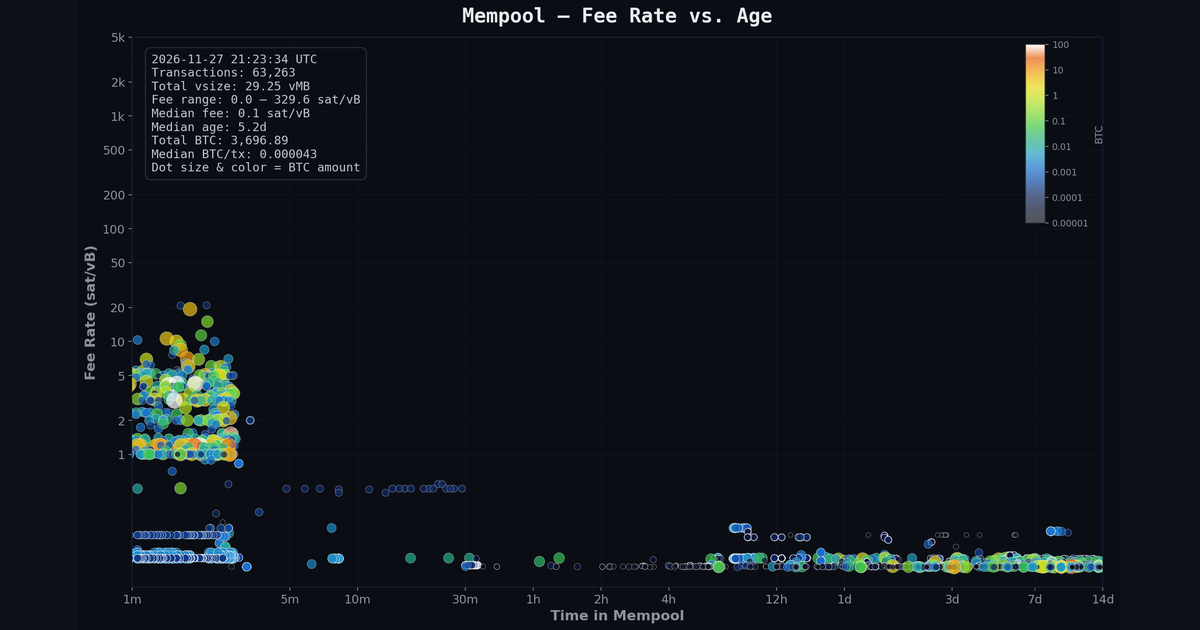 Mempool — Fee Rate vs. Age
2026-11-27 21:23:34 UTC
Transactions: 63,263
Total vsize: 29.25 vMB
Fee range: 0.0 — 329.6 sat/vB
Median fee: 0.1 sat/vB
Median age: 5.2d
Total BTC: 3,696.89
Median BTC/tx: 0.000043
Dot size & color = BTC amount
5k
2k
1k
500
200
100
50
20
10
5
2
1
Fee Rate (sat/vB)
100
10
1
0.1
0.01
0.001
0.0001
0.00001
BTC
1m 5m 10m 30m 1h 2h 4h 12h 1d 3d 7d 14d
Time in Mempool